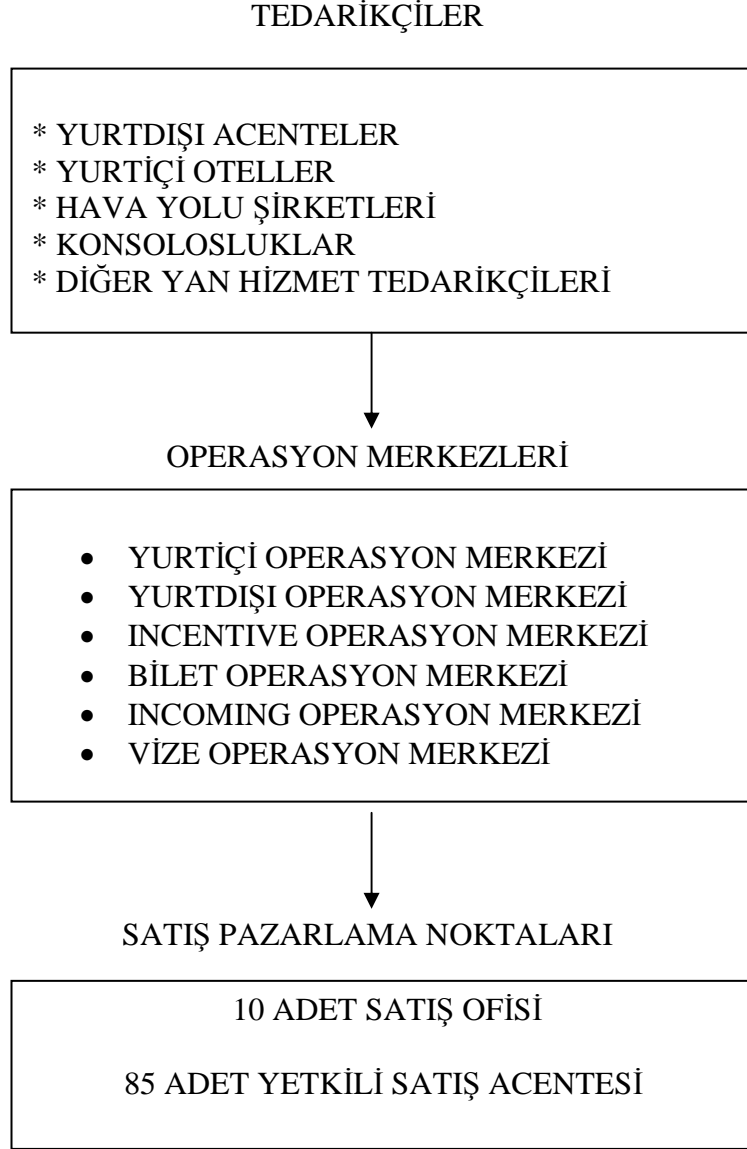 TEDARİKÇİLER
* YURTDIŞI ACENTELER
* YURTİÇİ OTELLER
* HAVA YOLU ŞİRKETLERİ
* KONSOLOSLUKLAR
* DİĞER YAN HİZMET TEDARİKÇİLERİ
OPERASYON MERKEZLERİ
• YURTİÇİ OPERASYON MERKEZİ
• YURTDIŞI OPERASYON MERKEZİ
• INCENTIVE OPERASYON MERKEZİ
• BİLET OPERASYON MERKEZİ
• INCOMING OPERASYON MERKEZİ
• VİZE OPERASYON MERKEZİ
SATIŞ PAZARLAMA NOKTALARI
10 ADET SATIŞ OFİSİ
85 ADET YETKİLİ SATIŞ ACENTESİ